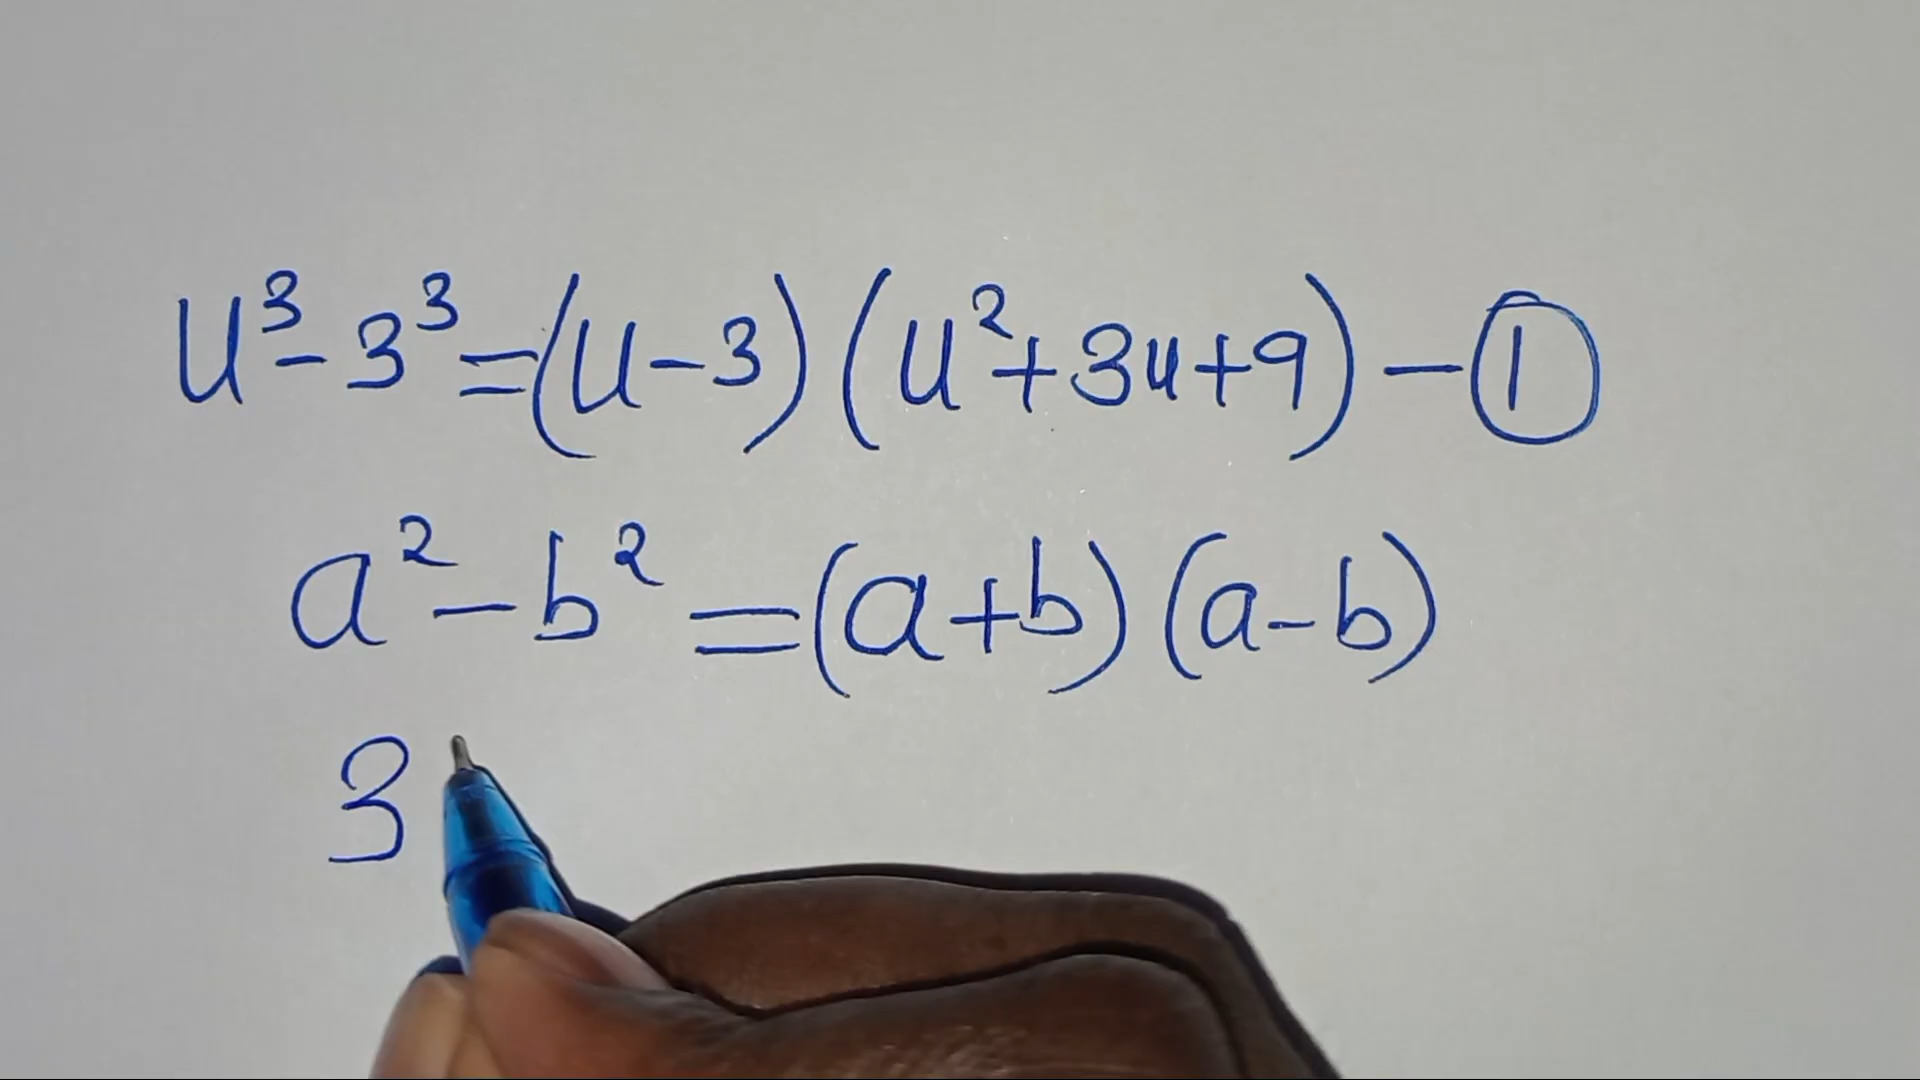 u³ - 3³ = (u - 3) (u² + 3u + 9) — ①
a² - b² = (a + b) (a - b)
3